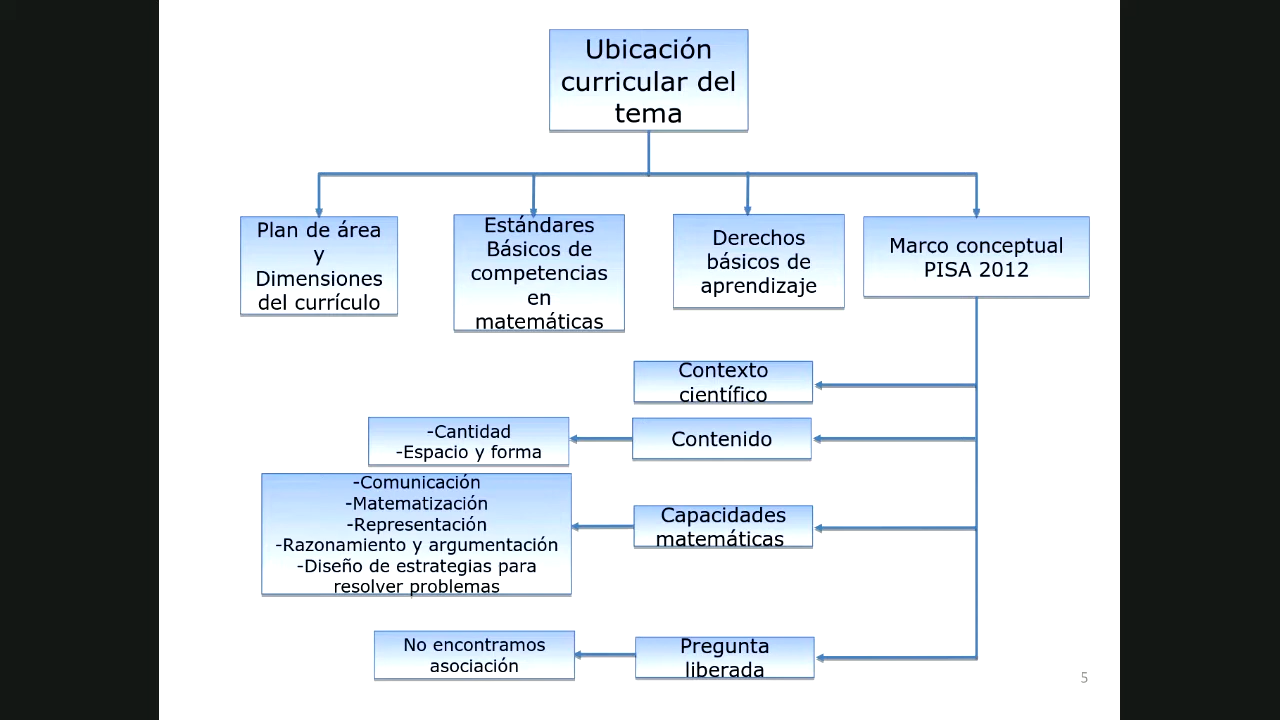 Ubicación
curricular del
tema
Plan de área
y
Dimensiones
del currículo
Estándares
Básicos de
competencias
en
matemáticas
Derechos
básicos de
aprendizaje
Marco conceptual
PISA 2012
Contexto
científico
Contenido
-Cantidad
-Espacio y forma
Capacidades
matemáticas
-Comunicación
-Matematización
-Representación
-Razonamiento y argumentación
-Diseño de estrategias para
resolver problemas
Pregunta
liberada
No encontramos
asociación
5